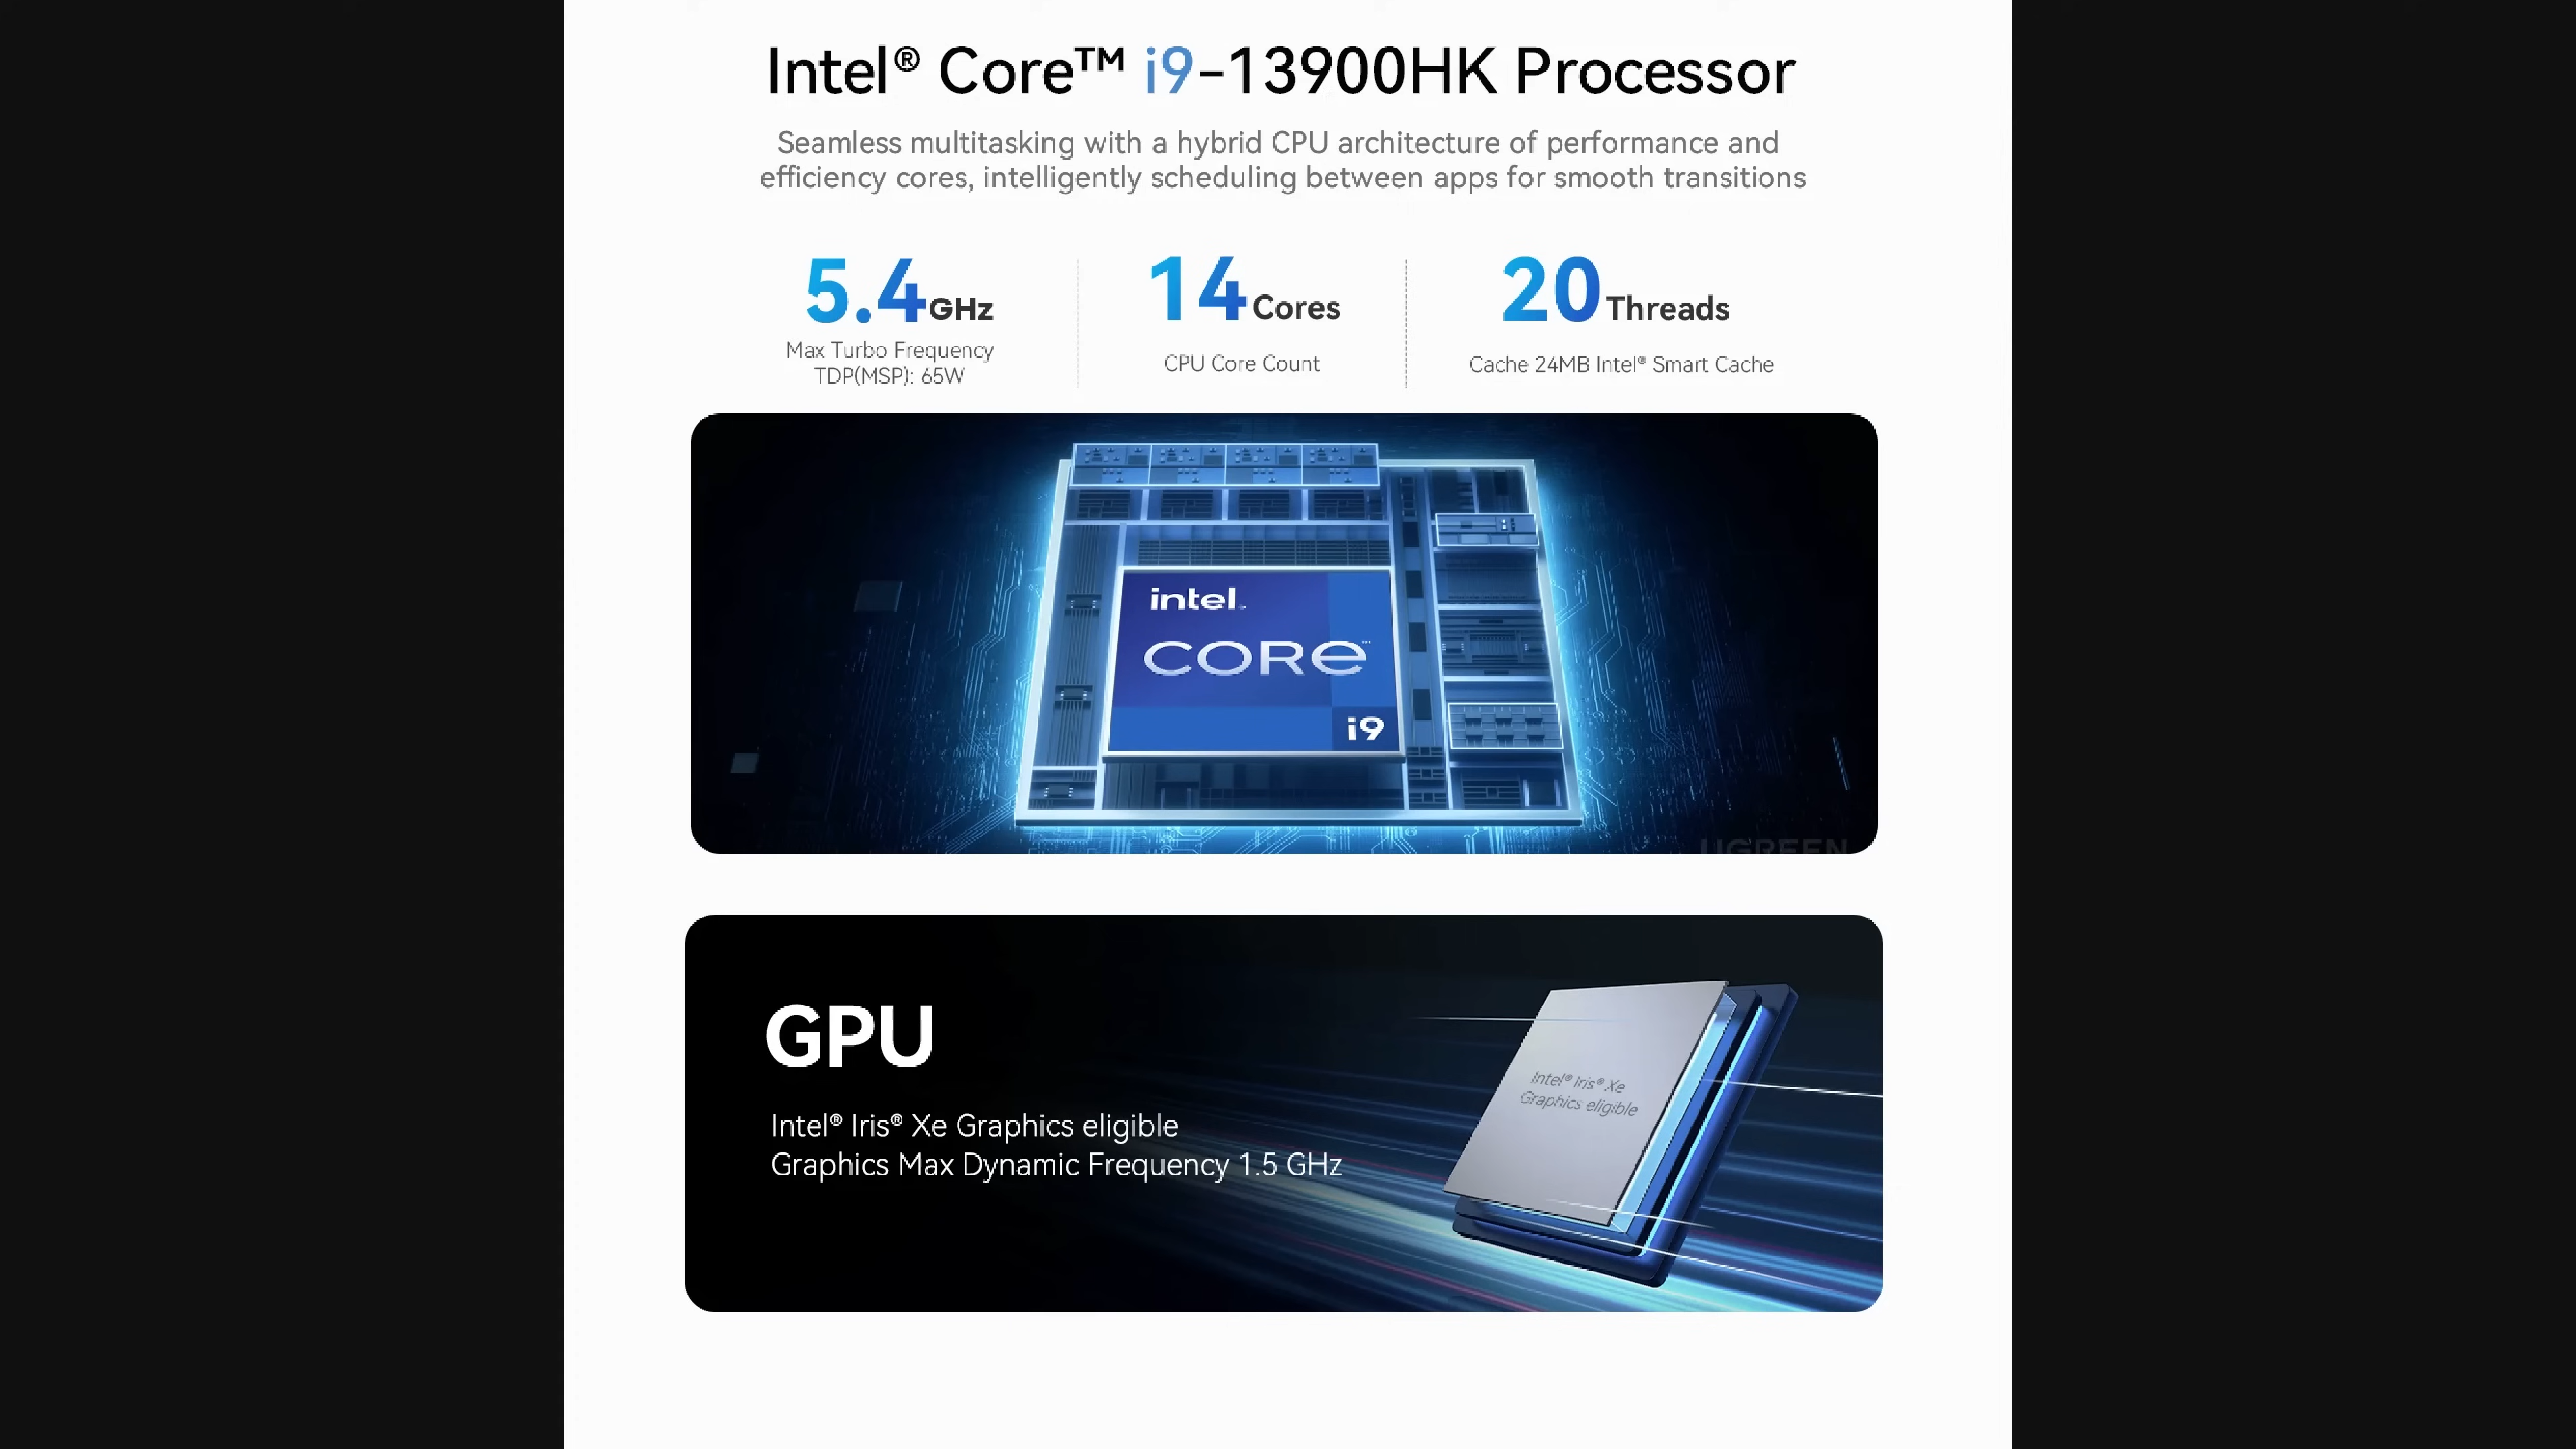 Intel® Core™ i9-13900HK Processor
Seamless multitasking with a hybrid CPU architecture of performance and
efficiency cores, intelligently scheduling between apps for smooth transitions
5.4GHz
Max Turbo Frequency
TDP(MSP): 65W
14 Cores
CPU Core Count
20 Threads
Cache 24MB Intel® Smart Cache
intel
CORE™
i9
UGREEN
GPU
Intel® Iris® Xe Graphics eligible
Graphics Max Dynamic Frequency 1.5 GHz
Intel® Iris® Xe
Graphics eligible